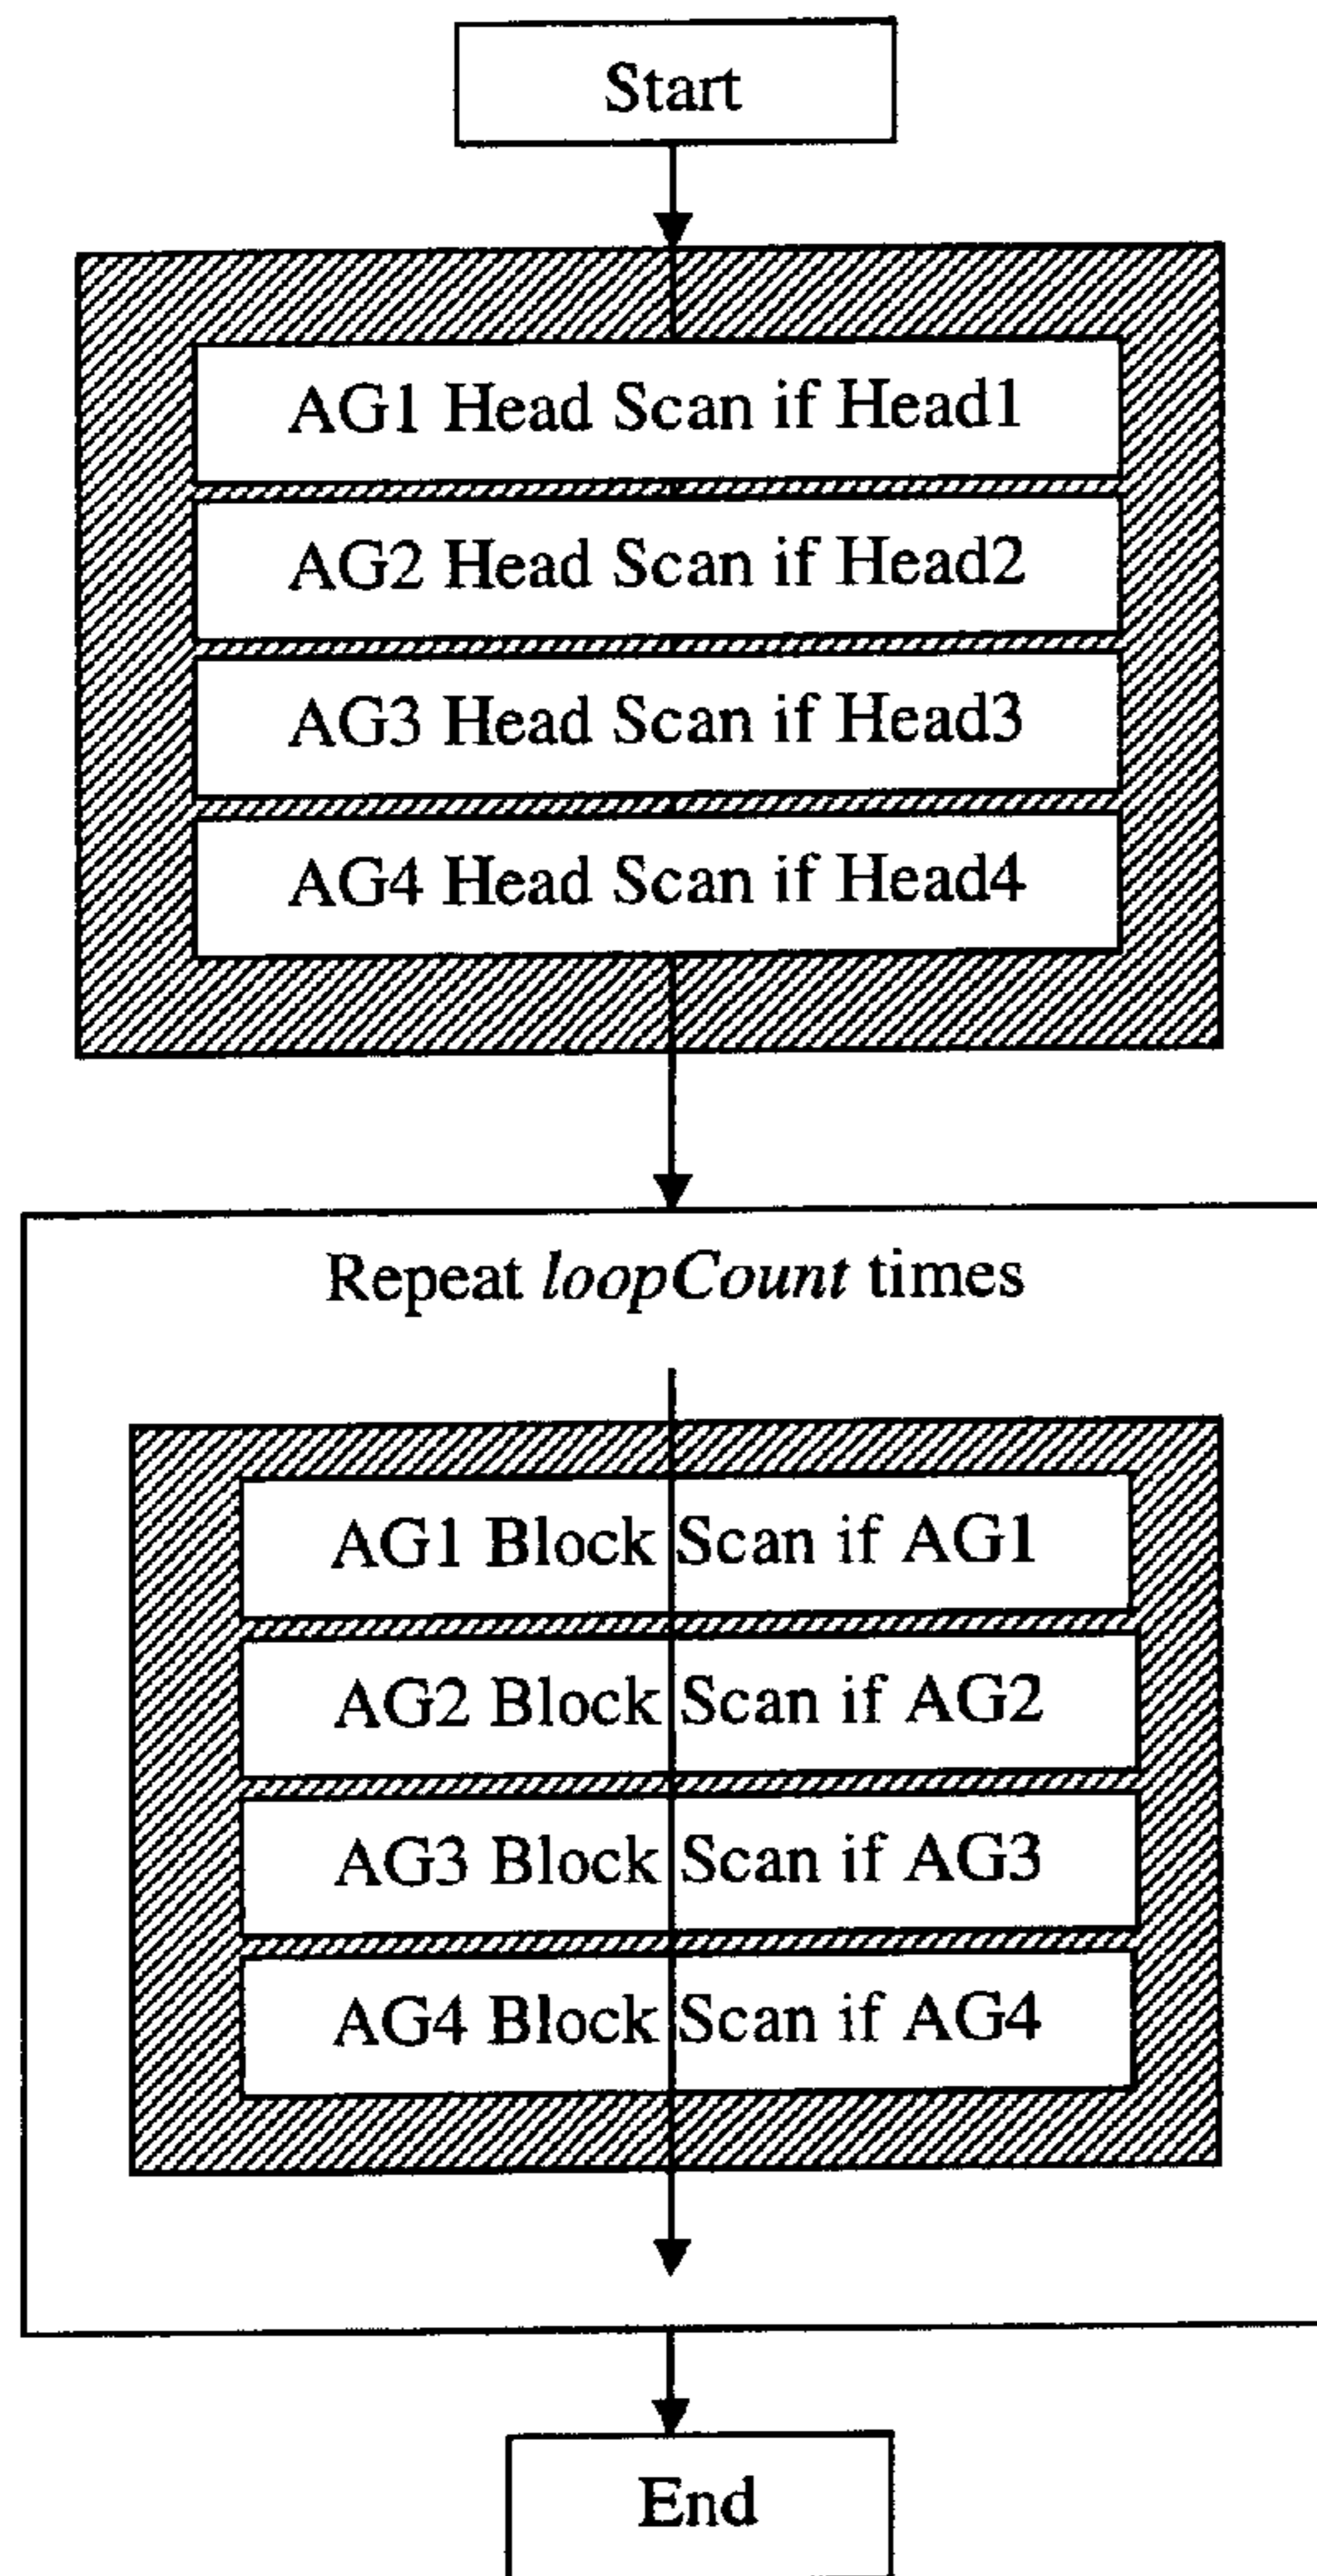 Start
AG1 Head Scan if Head1
AG2 Head Scan if Head2
AG3 Head Scan if Head3
AG4 Head Scan if Head4
Repeat loopCount times
AG1 Block Scan if AG1
AG2 Block Scan if AG2
AG3 Block Scan if AG3
AG4 Block Scan if AG4
End